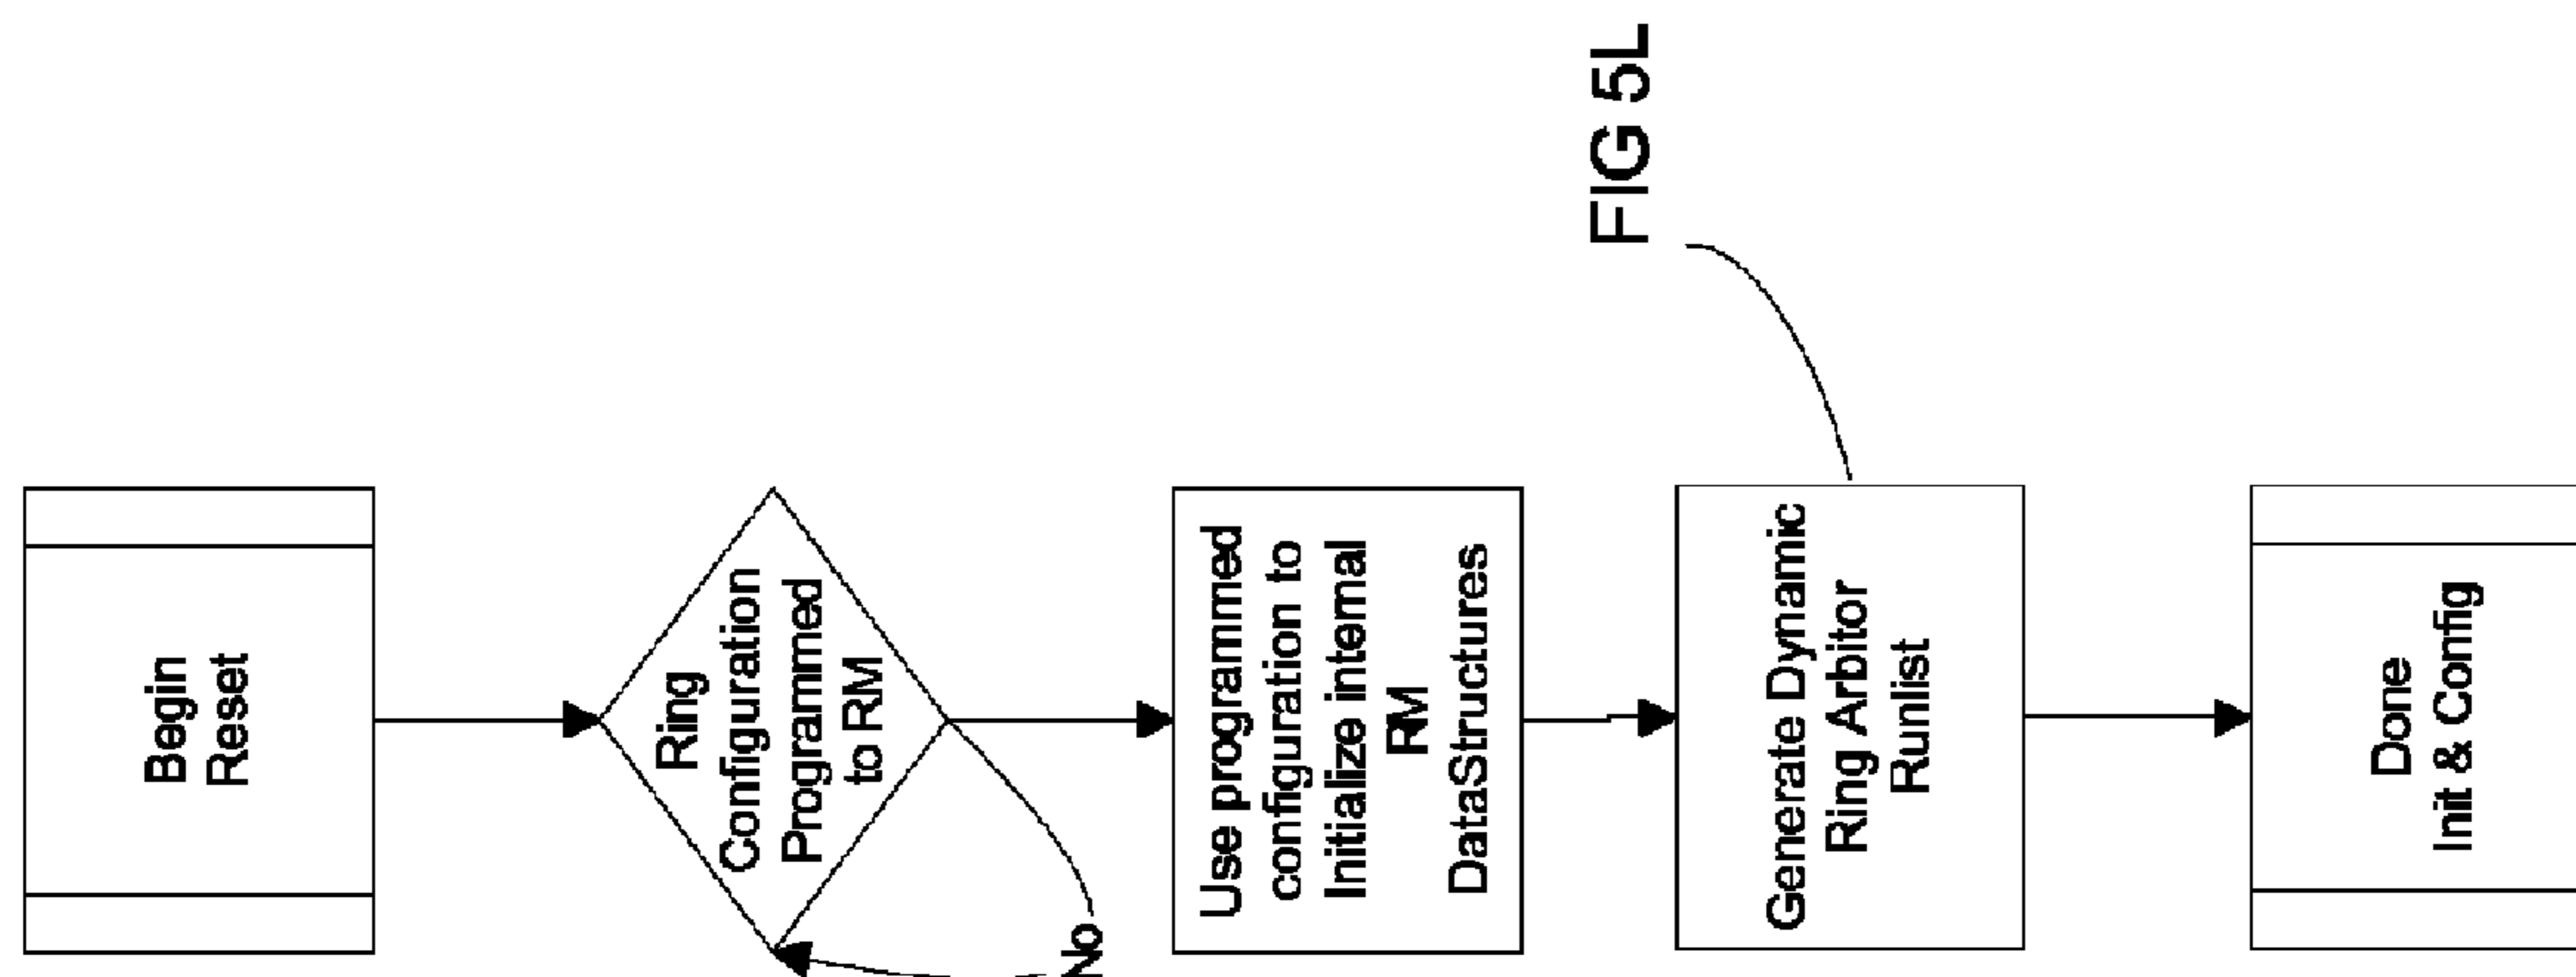 Begin
Reset
Ring
Configuration
Programmed
to RM
No
Use programmed
configuration to
Initialize internal
RM
DataStructures
Generate Dynamic
Ring Arbitor
Runlist
FIG 5L
Done
Init & Config